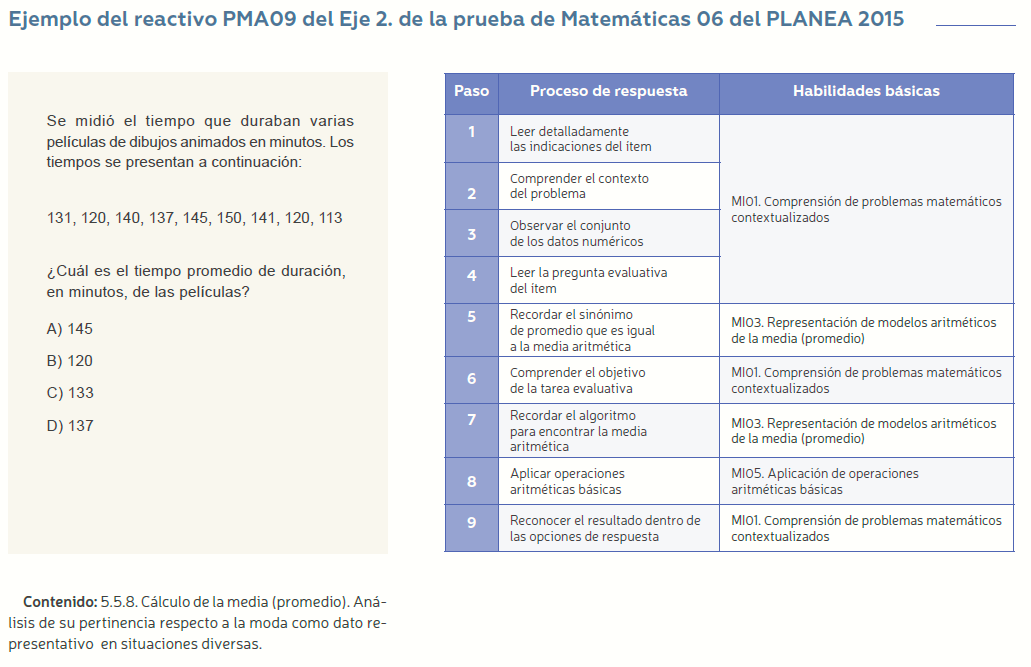 Ejemplo del reactivo PMA09 del Eje 2. de la prueba de Matemáticas 06 del PLANEA 2015
Se midió el tiempo que duraban varias
películas de dibujos animados en minutos. Los
tiempos se presentan a continuación:
131, 120, 140, 137, 145, 150, 141, 120, 113
¿Cuál es el tiempo promedio de duración,
en minutos, de las películas?
A) 145
B) 120
C) 133
D) 137
Contenido: 5.5.8. Cálculo de la media (promedio). Aná-
lisis de su pertinencia respecto a la moda como dato re-
presentativo en situaciones diversas.
Paso Proceso de respuesta Habilidades básicas
1 Leer detalladamente
las indicaciones del ítem
2 Comprender el contexto
del problema
3 Observar el conjunto
de los datos numéricos
4 Leer la pregunta evaluativa
del ítem
MI01. Comprensión de problemas matemáticos
contextualizados
5 Recordar el sinónimo
de promedio que es igual
a la media aritmética
MI03. Representación de modelos aritméticos
de la media (promedio)
6 Comprender el objetivo
de la tarea evaluativa
MI01. Comprensión de problemas matemáticos
contextualizados
7 Recordar el algoritmo
para encontrar la media
aritmética
MI03. Representación de modelos aritméticos
de la media (promedio)
8 Aplicar operaciones
aritméticas básicas
MI05. Aplicación de operaciones
aritméticas básicas
9 Reconocer el resultado dentro de
las opciones de respuesta
MI01. Comprensión de problemas matemáticos
contextualizados